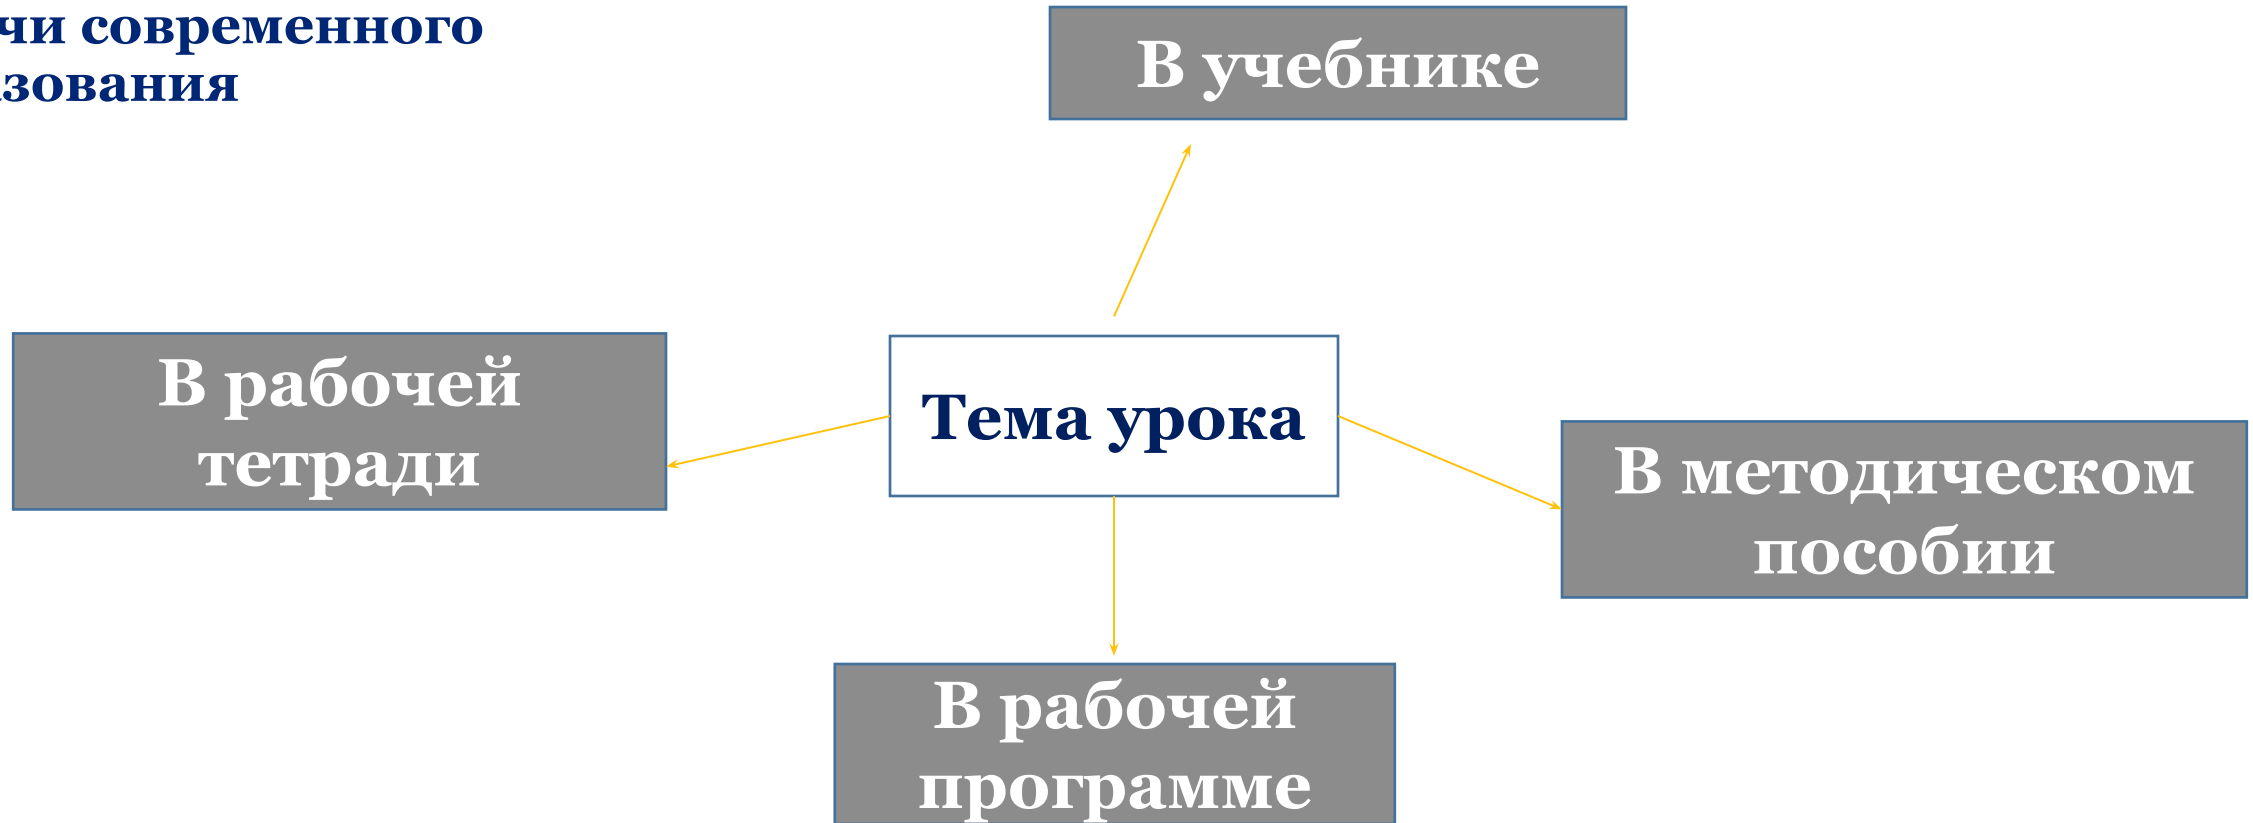 чи современного
зования
В учебнике
В рабочей
тетради
Тема урока
В методическом
пособии
В рабочей
программе